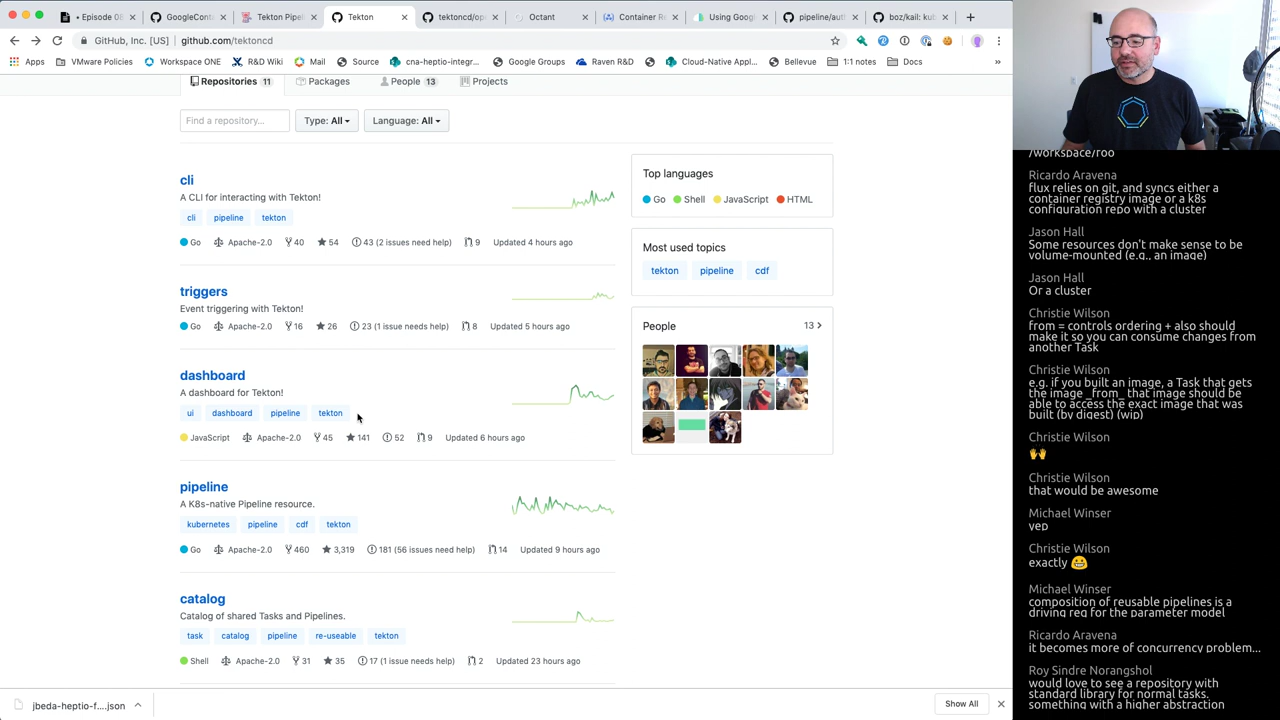 • Episode 08
GoogleCont
Tekton Pipel
Tekton
tektoncd/op
Octant
Container Re
Using Googl
pipeline/aut
boz/kail: kub
GitHub, Inc. [US] | github.com/tektoncd
Apps
VMware Policies
Workspace ONE
R&D Wiki
Mail
Source
cna-heptio-integr...
Google Groups
Raven R&D
Cloud-Native Appl...
Bellevue
1:1 notes
Docs
»
Repositories 11
Packages
People 13
Projects
Find a repository...
Type: All
Language: All
cli
A CLI for interacting with Tekton!
cli pipeline tekton
Go Apache-2.0 40 54 43 (2 issues need help) 9 Updated 4 hours ago
triggers
Event triggering with Tekton!
Go Apache-2.0 16 26 23 (1 issue needs help) 8 Updated 5 hours ago
dashboard
A dashboard for Tekton!
ui dashboard pipeline tekton
JavaScript Apache-2.0 45 141 52 9 Updated 6 hours ago
pipeline
A K8s-native Pipeline resource.
kubernetes pipeline cdf tekton
Go Apache-2.0 460 3,319 181 (56 issues need help) 14 Updated 9 hours ago
catalog
Catalog of shared Tasks and Pipelines.
task catalog pipeline re-useable tekton
Shell Apache-2.0 31 35 17 (1 issue needs help) 2 Updated 23 hours ago
Top languages
Go Shell JavaScript HTML
Most used topics
tekton pipeline cdf
People 13
jbeda-heptio-f....json
Show All
/workspace/foo
Ricardo Aravena
flux relies on git, and syncs either a
container registry image or a k8s
configuration repo with a cluster
Jason Hall
Some resources don't make sense to be
volume-mounted (e.g., an image)
Jason Hall
Or a cluster
Christie Wilson
from = controls ordering + also should
make it so you can consume changes from
another Task
Christie Wilson
e.g. if you built an image, a Task that gets
the image _from_ that image should be
able to access the exact image that was
built (by digest) (wip)
Christie Wilson
🙌
Christie Wilson
that would be awesome
Michael Winser
yep
Christie Wilson
exactly 😁
Michael Winser
composition of reusable pipelines is a
driving req for the parameter model
Ricardo Aravena
it becomes more of concurrency problem...
Roy Sindre Norangshol
would love to see a repository with
standard library for normal tasks.
something with a higher abstraction